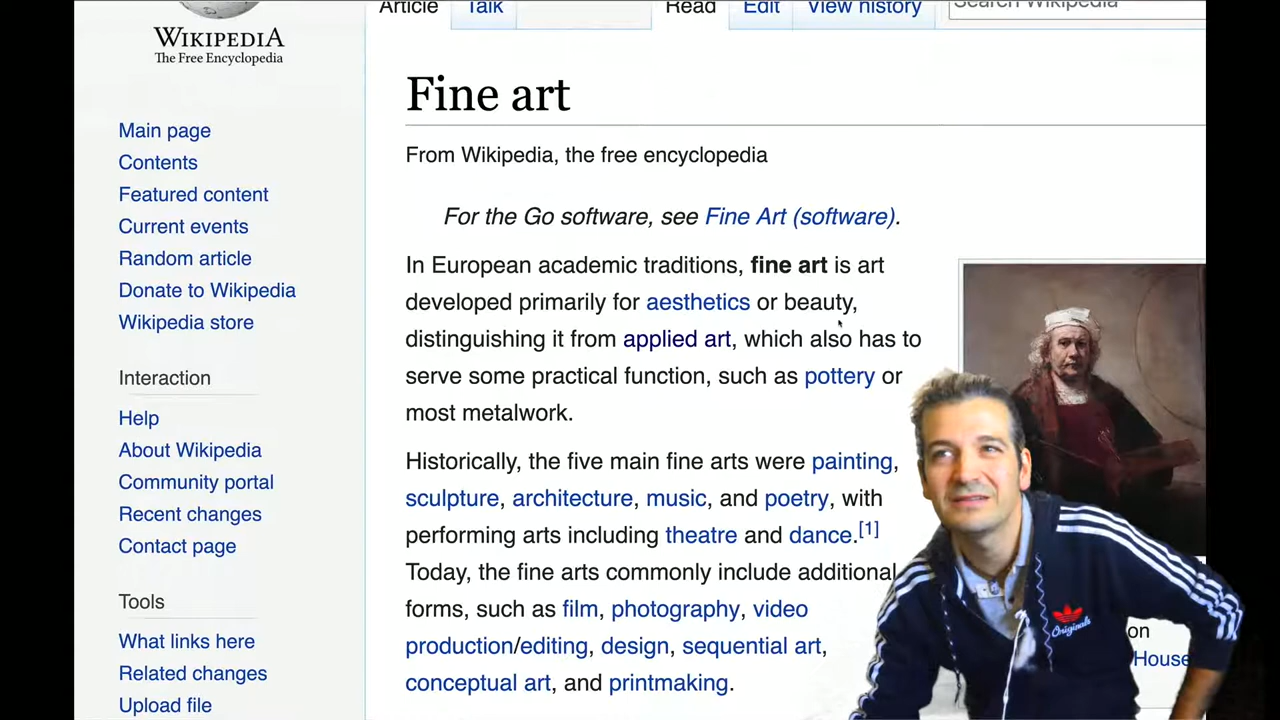 Article Talk Read Edit View history Search Wikipedia
WIKIPEDIA
The Free Encyclopedia
Main page
Contents
Featured content
Current events
Random article
Donate to Wikipedia
Wikipedia store
Interaction
Help
About Wikipedia
Community portal
Recent changes
Contact page
Tools
What links here
Related changes
Upload file
Fine art
From Wikipedia, the free encyclopedia
For the Go software, see Fine Art (software).
In European academic traditions, fine art is art
developed primarily for aesthetics or beauty,
distinguishing it from applied art, which also has to
serve some practical function, such as pottery or
most metalwork.
Historically, the five main fine arts were painting,
sculpture, architecture, music, and poetry, with
performing arts including theatre and dance.[1]
Today, the fine arts commonly include additional
forms, such as film, photography, video
production/editing, design, sequential art,
conceptual art, and printmaking.
on
House
Originals